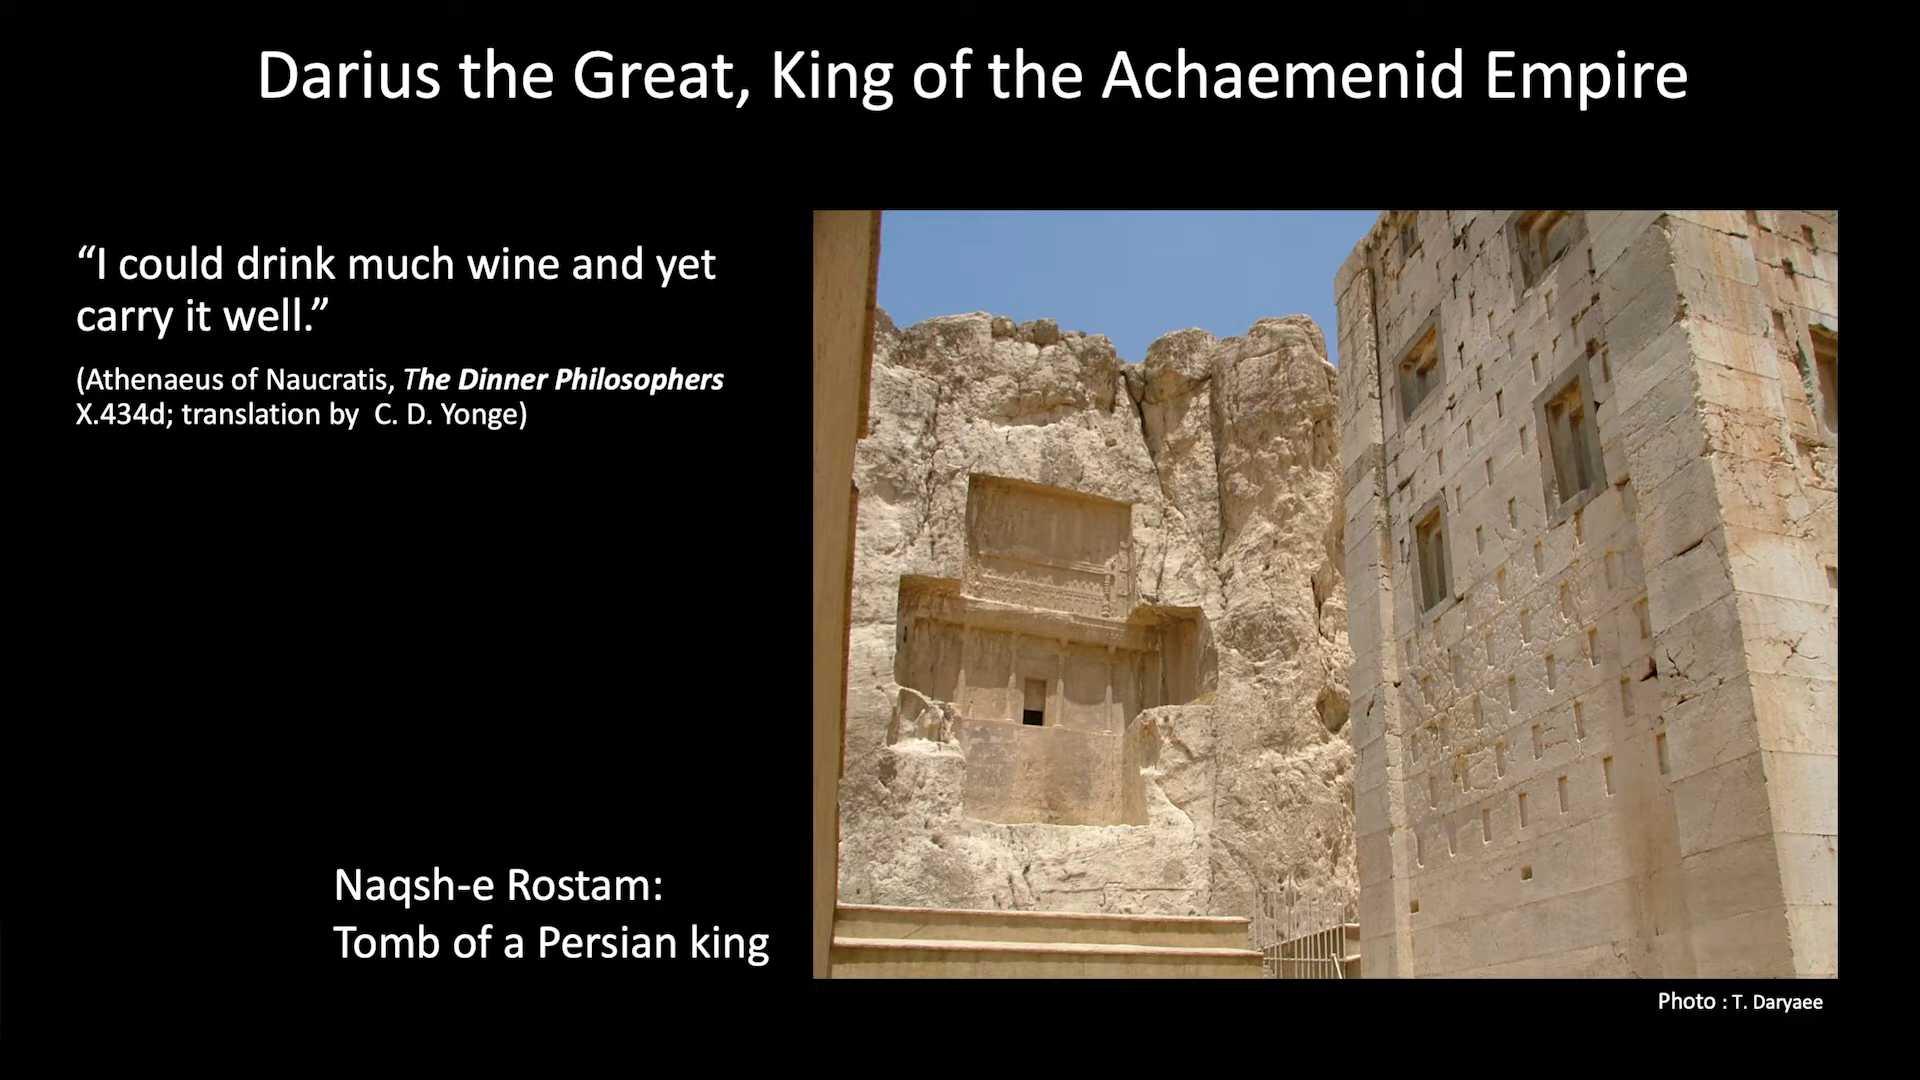 Darius the Great, King of the Achaemenid Empire
“I could drink much wine and yet
carry it well.”
(Athenaeus of Naucratis, The Dinner Philosophers
X.434d; translation by  C. D. Yonge)
Naqsh-e Rostam:
Tomb of a Persian king
Photo : T. Daryaee